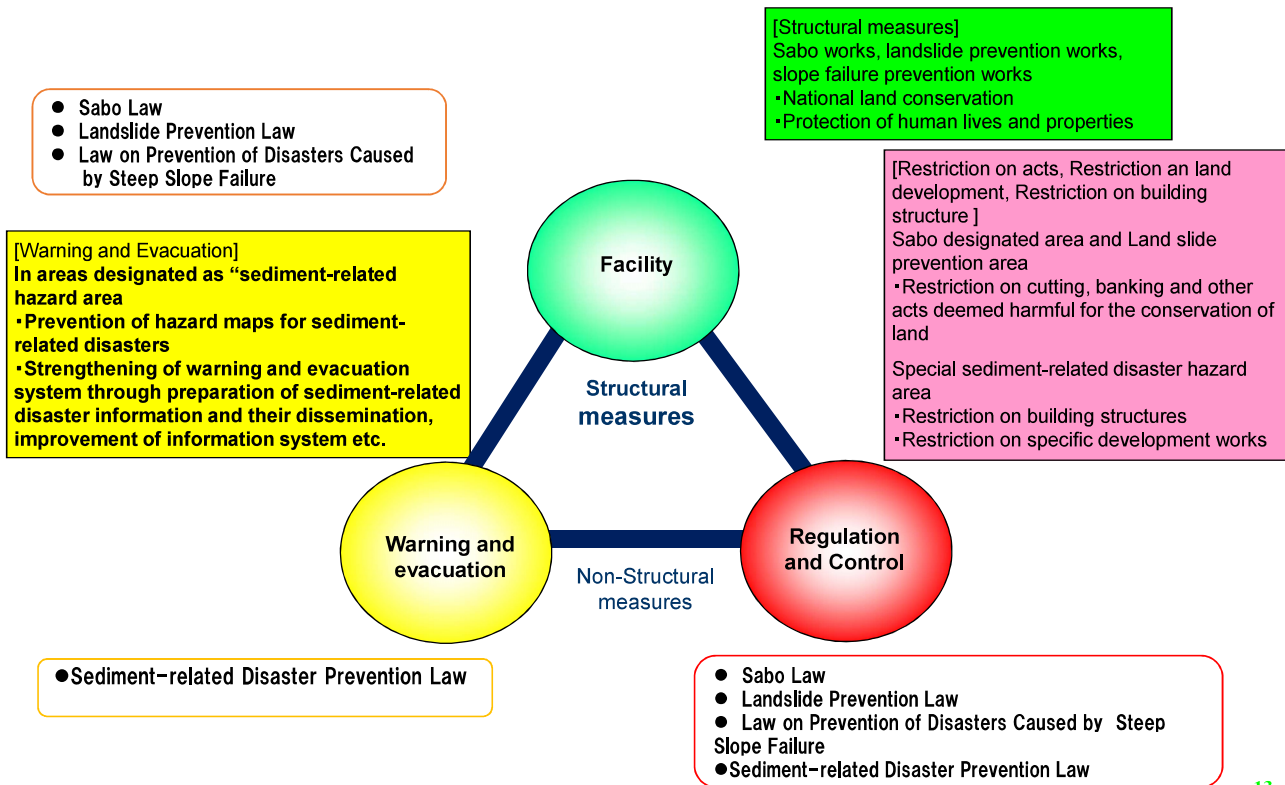 [Structural measures]
Sabo works, landslide prevention works,
slope failure prevention works
・National land conservation
・Protection of human lives and properties
● Sabo Law
● Landslide Prevention Law
● Law on Prevention of Disasters Caused
by Steep Slope Failure
[Restriction on acts, Restriction an land
development, Restriction on building
structure ]
Sabo designated area and Land slide
prevention area
・Restriction on cutting, banking and other
acts deemed harmful for the conservation of
land
Special sediment-related disaster hazard
area
・Restriction on building structures
・Restriction on specific development works
[Warning and Evacuation]
In areas designated as “sediment-related
hazard area
・Prevention of hazard maps for sediment-
related disasters
・Strengthening of warning and evacuation
system through preparation of sediment-related
disaster information and their dissemination,
improvement of information system etc.
Facility
Structural
measures
Warning and
evacuation
Non-Structural
measures
Regulation
and Control
●Sediment-related Disaster Prevention Law
● Sabo Law
● Landslide Prevention Law
● Law on Prevention of Disasters Caused by Steep
Slope Failure
●Sediment-related Disaster Prevention Law